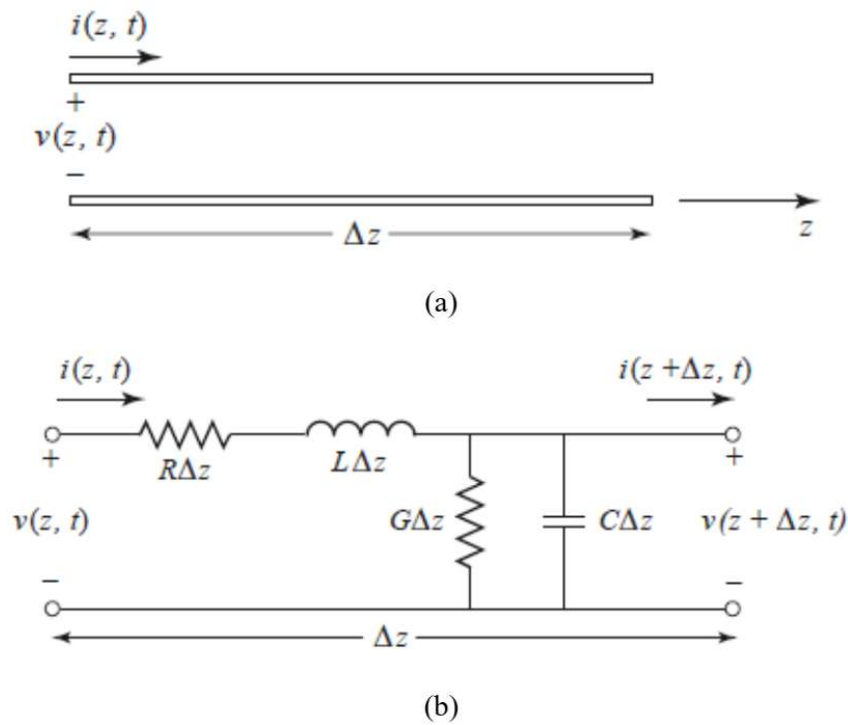 i(z, t)
+
v(z, t)
−
Δz
z
(a)
i(z, t)
i(z +Δz, t)
+
RΔz
LΔz
+
v(z, t)
GΔz
CΔz
v(z + Δz, t)
−
−
Δz
(b)